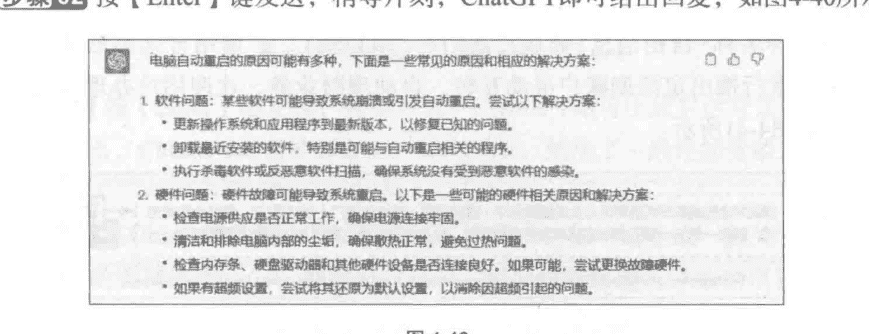 步骤 02 按【Enter】键发送，稍等片刻，ChatGPT即可给出回复，如图4-40所示
电脑自动重启的原因可能有多种，下面是一些常见的原因和相应的解决方案：
1. 软件问题：某些软件可能导致系统崩溃或引发自动重启。尝试以下解决方案：
• 更新操作系统和应用程序到最新版本，以修复已知的问题。
• 卸载最近安装的软件，特别是可能与自动重启相关的程序。
• 执行杀毒软件或反恶意软件扫描，确保系统没有受到恶意软件的感染。
2. 硬件问题：硬件故障可能导致系统重启。以下是一些可能的硬件相关原因和解决方案：
• 检查电源供应是否正常工作，确保电源连接牢固。
• 清洁和排除电脑内部的尘垢，确保散热正常，避免过热问题。
• 检查内存条、硬盘驱动器和其他硬件设备是否连接良好。如果可能，尝试更换故障硬件。
• 如果有超频设置，尝试将其还原为默认设置，以消除因超频引起的问题。
图 4-40